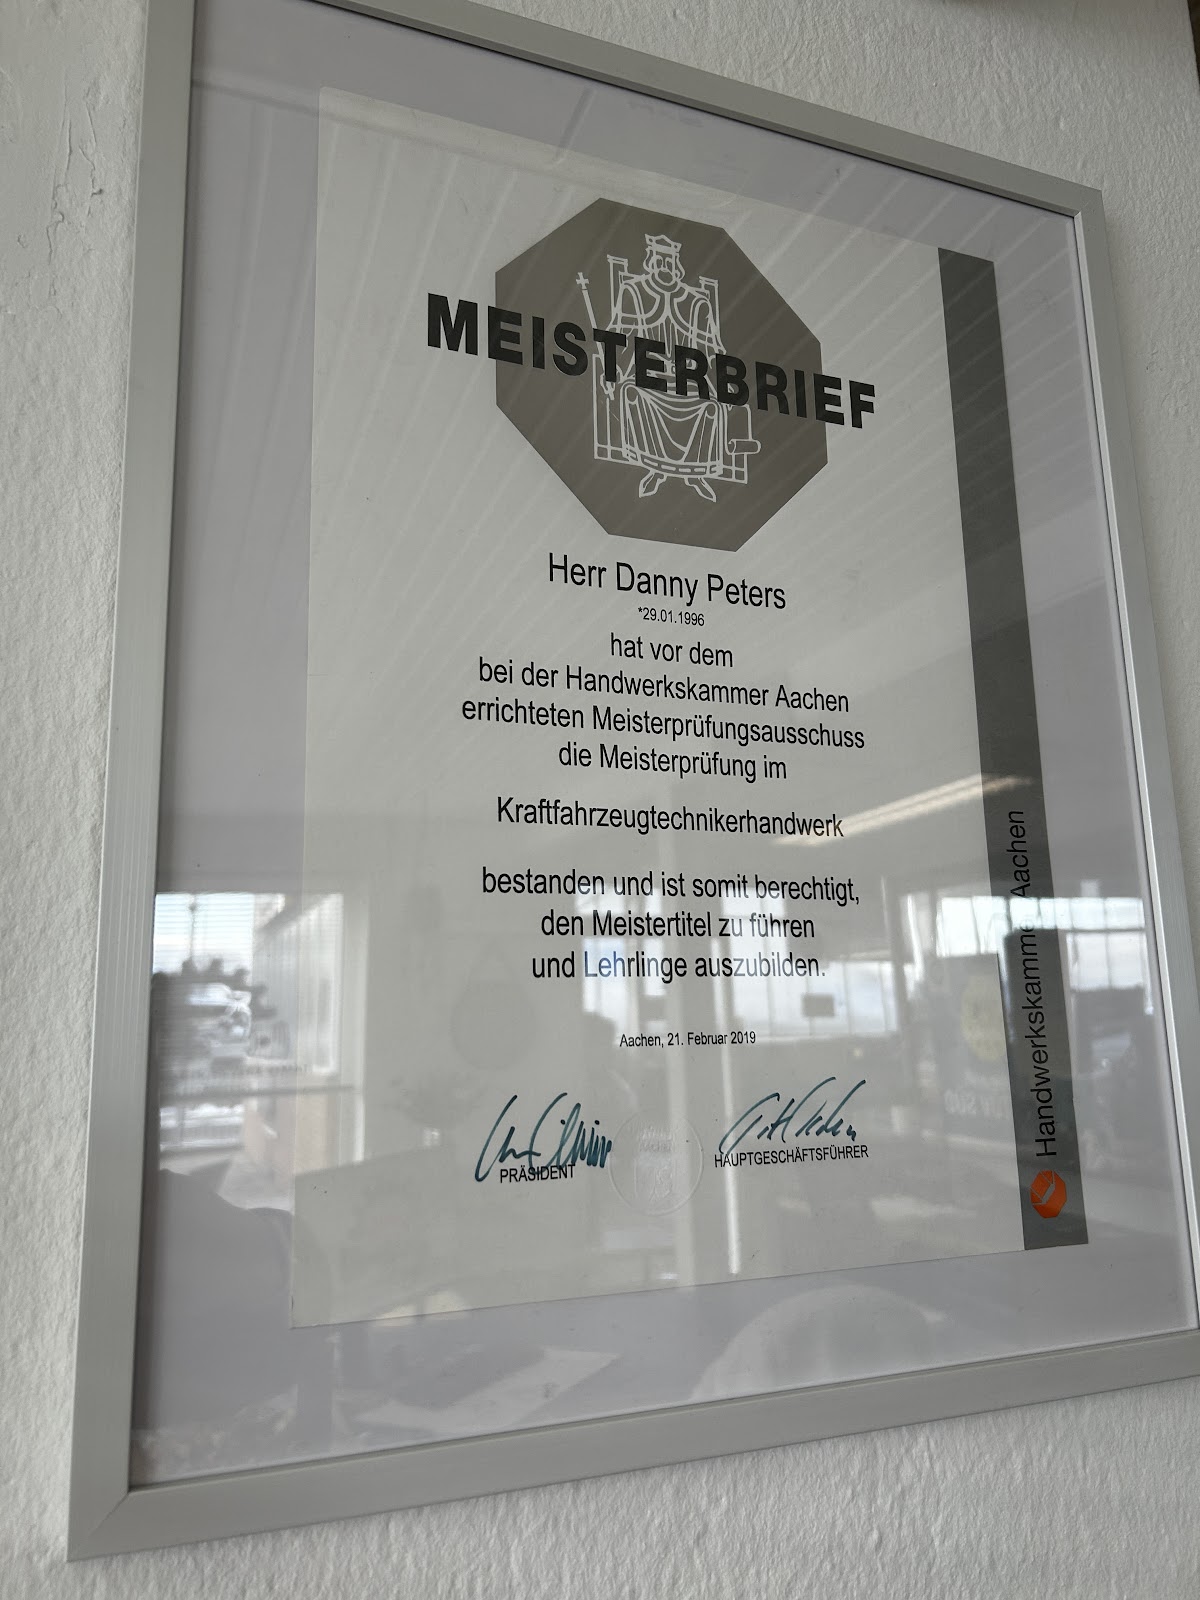 MEISTERBRIEF
Herr Danny Peters
*29.01.1996
hat vor dem
bei der Handwerkskammer Aachen
errichteten Meisterprüfungsausschuss
die Meisterprüfung im
Kraftfahrzeugtechnikerhandwerk
bestanden und ist somit berechtigt,
den Meistertitel zu führen
und Lehrlinge auszubilden.
Aachen, 21. Februar 2019
PRÄSIDENT
HAUPTGESCHÄFTSFÜHRER
Handwerkskammer Aachen